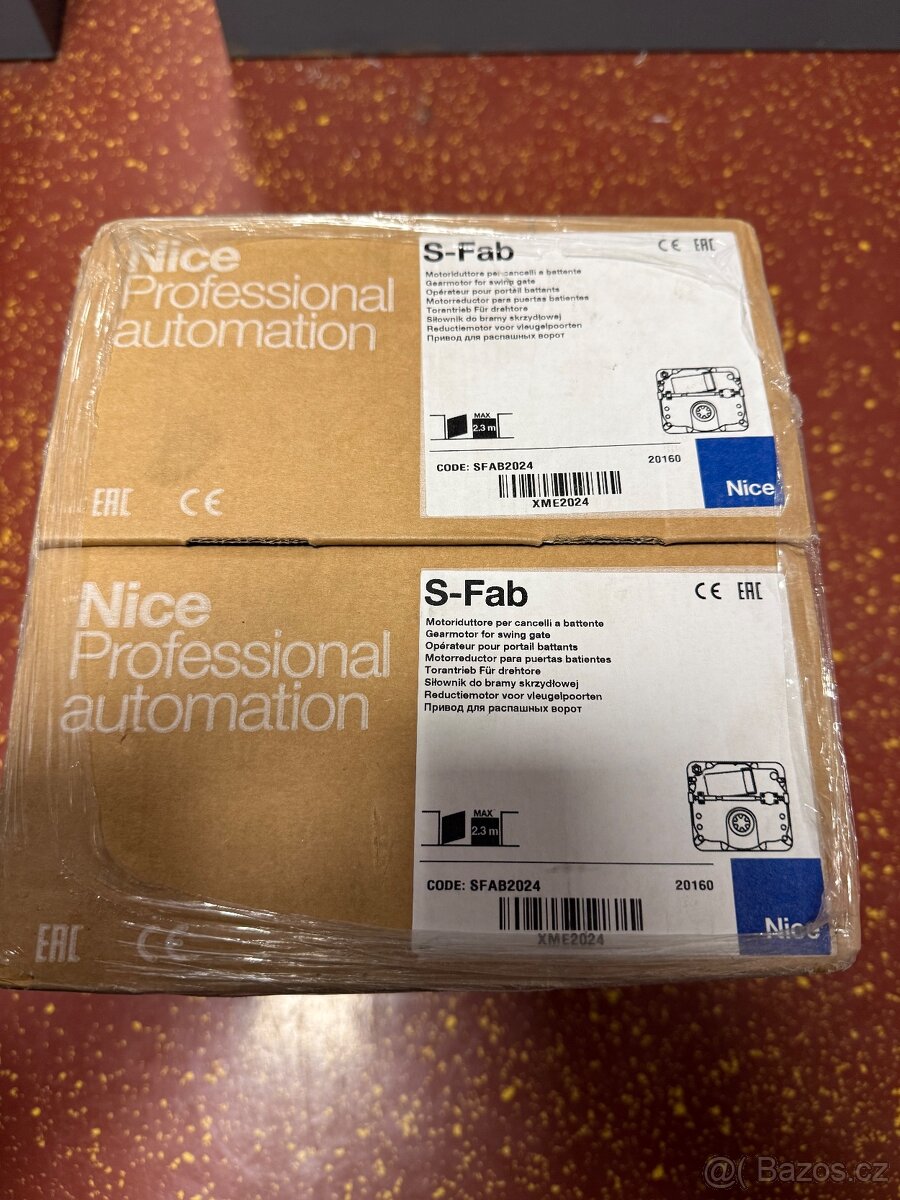 Nice
Professional
automation
EAC CE
S-Fab
CE EAC
Motoriduttore per cancelli a battente
Gearmotor for swing gate
Opérateur pour portail battants
Motorreductor para puertas batientes
Torantrieb Für drehtore
Siłownik do bramy skrzydłowej
Reductiemotor voor vleugelpoorten
Привод для распашных ворот
MAX
2.3 m
CODE: SFAB2024
20160
XME2024
Nice
Nice
Professional
automation
EAC CE
S-Fab
CE EAC
Motoriduttore per cancelli a battente
Gearmotor for swing gate
Opérateur pour portail battants
Motorreductor para puertas batientes
Torantrieb Für drehtore
Siłownik do bramy skrzydłowej
Reductiemotor voor vleugelpoorten
Привод для распашных ворот
MAX
2.3 m
CODE: SFAB2024
20160
XME2024
Nice
@( Bazos.cz